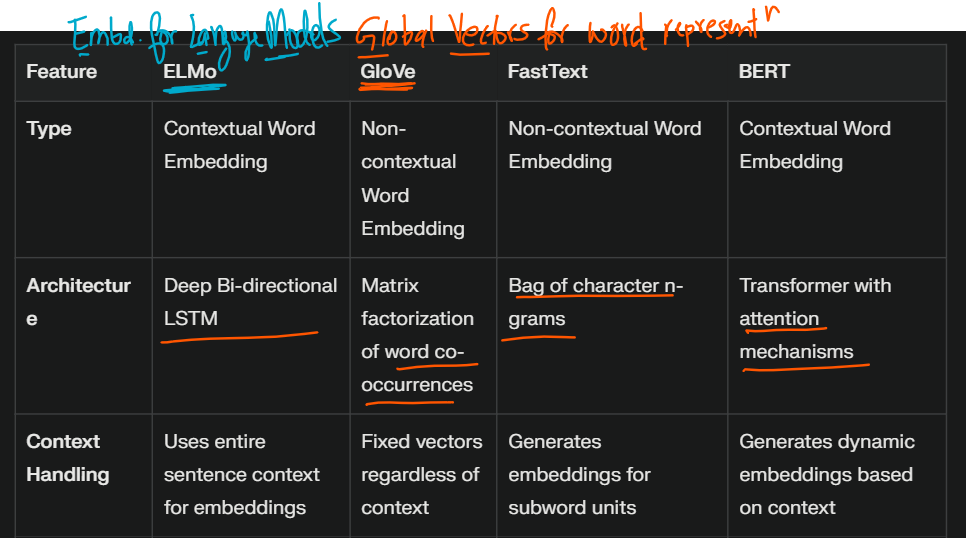 Embd. for Language Models Global Vectors for word representⁿ
Feature ELMo GloVe FastText BERT
Type Contextual Word Embedding Non-contextual Word Embedding Non-contextual Word Embedding Contextual Word Embedding
Architecture Deep Bi-directional LSTM Matrix factorization of word co-occurrences Bag of character n-grams Transformer with attention mechanisms
Context Handling Uses entire sentence context for embeddings Fixed vectors regardless of context Generates embeddings for subword units Generates dynamic embeddings based on context